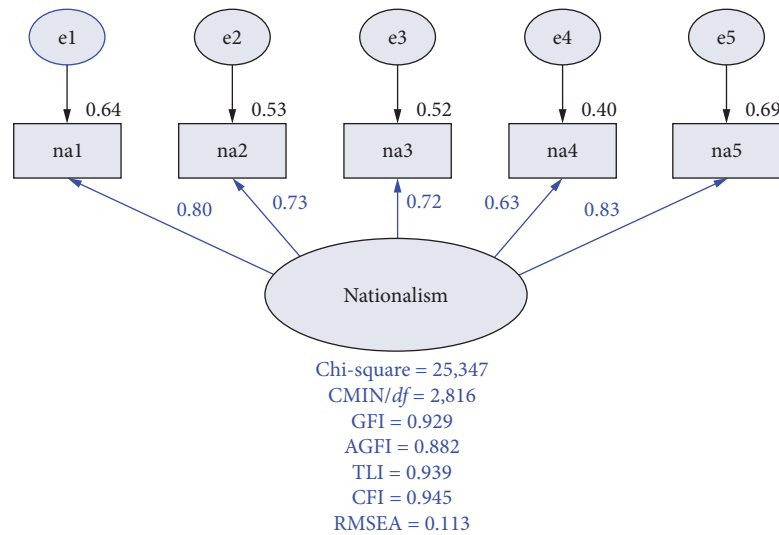 e1 e2 e3 e4 e5
0.64 0.53 0.52 0.40 0.69
na1 na2 na3 na4 na5
0.80 0.73 0.72 0.63 0.83
Nationalism
Chi-square = 25,347
CMIN/df = 2,816
GFI = 0.929
AGFI = 0.882
TLI = 0.939
CFI = 0.945
RMSEA = 0.113